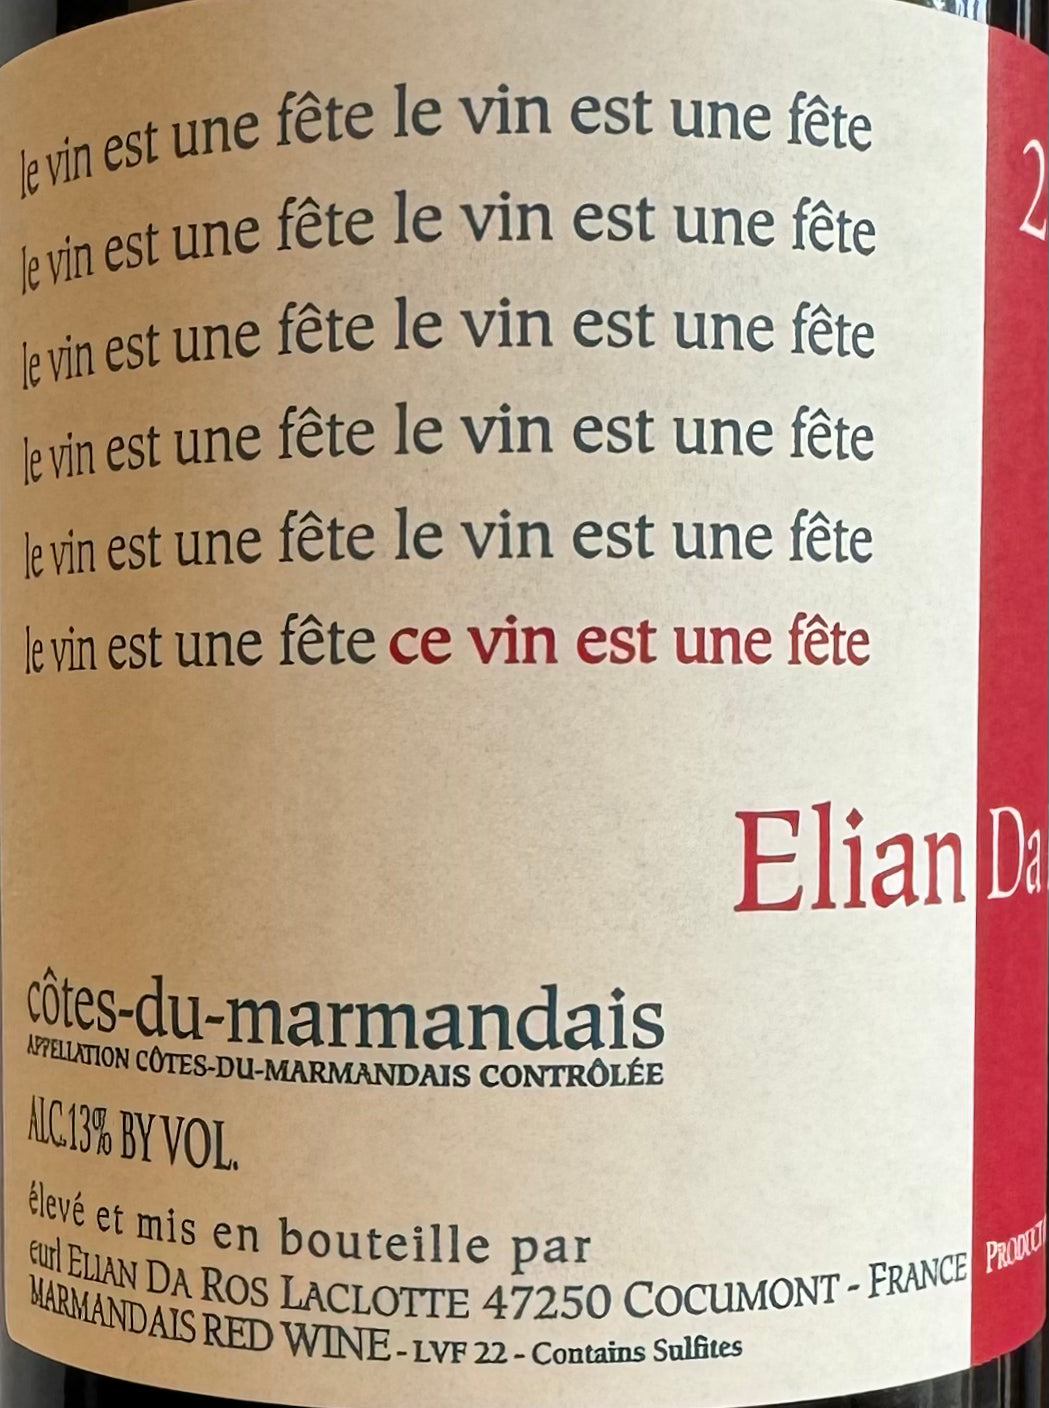 le vin est une fête le vin est une fête
le vin est une fête le vin est une fête
le vin est une fête le vin est une fête
le vin est une fête le vin est une fête
le vin est une fête le vin est une fête
le vin est une fête ce vin est une fête
2
Elian Da
côtes-du-marmandais
APPELLATION CÔTES-DU-MARMANDAIS CONTRÔLÉE
ALC.13% BY VOL.
élevé et mis en bouteille par
eurl ELIAN DA ROS LACLOTTE 47250 COCUMONT - FRANCE
MARMANDAIS RED WINE - LVF 22 - Contains Sulfites